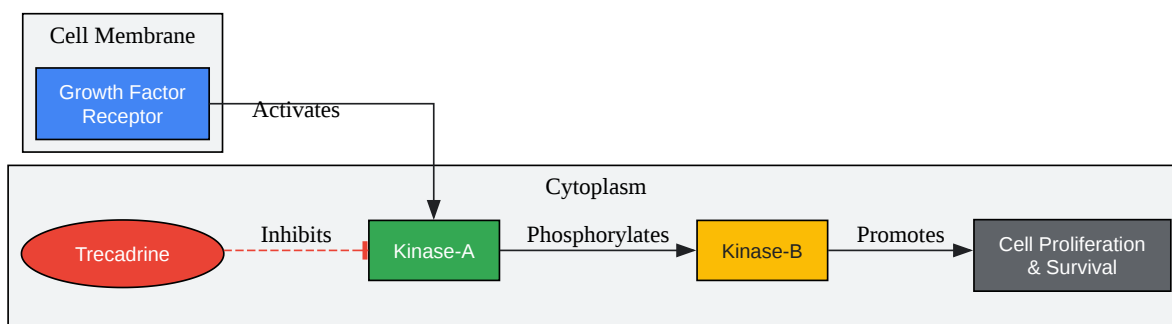 Cell Membrane
Growth Factor
Receptor
Activates
Cytoplasm
Trecadrine
Inhibits
Kinase-A
Phosphorylates
Kinase-B
Promotes
Cell Proliferation
& Survival